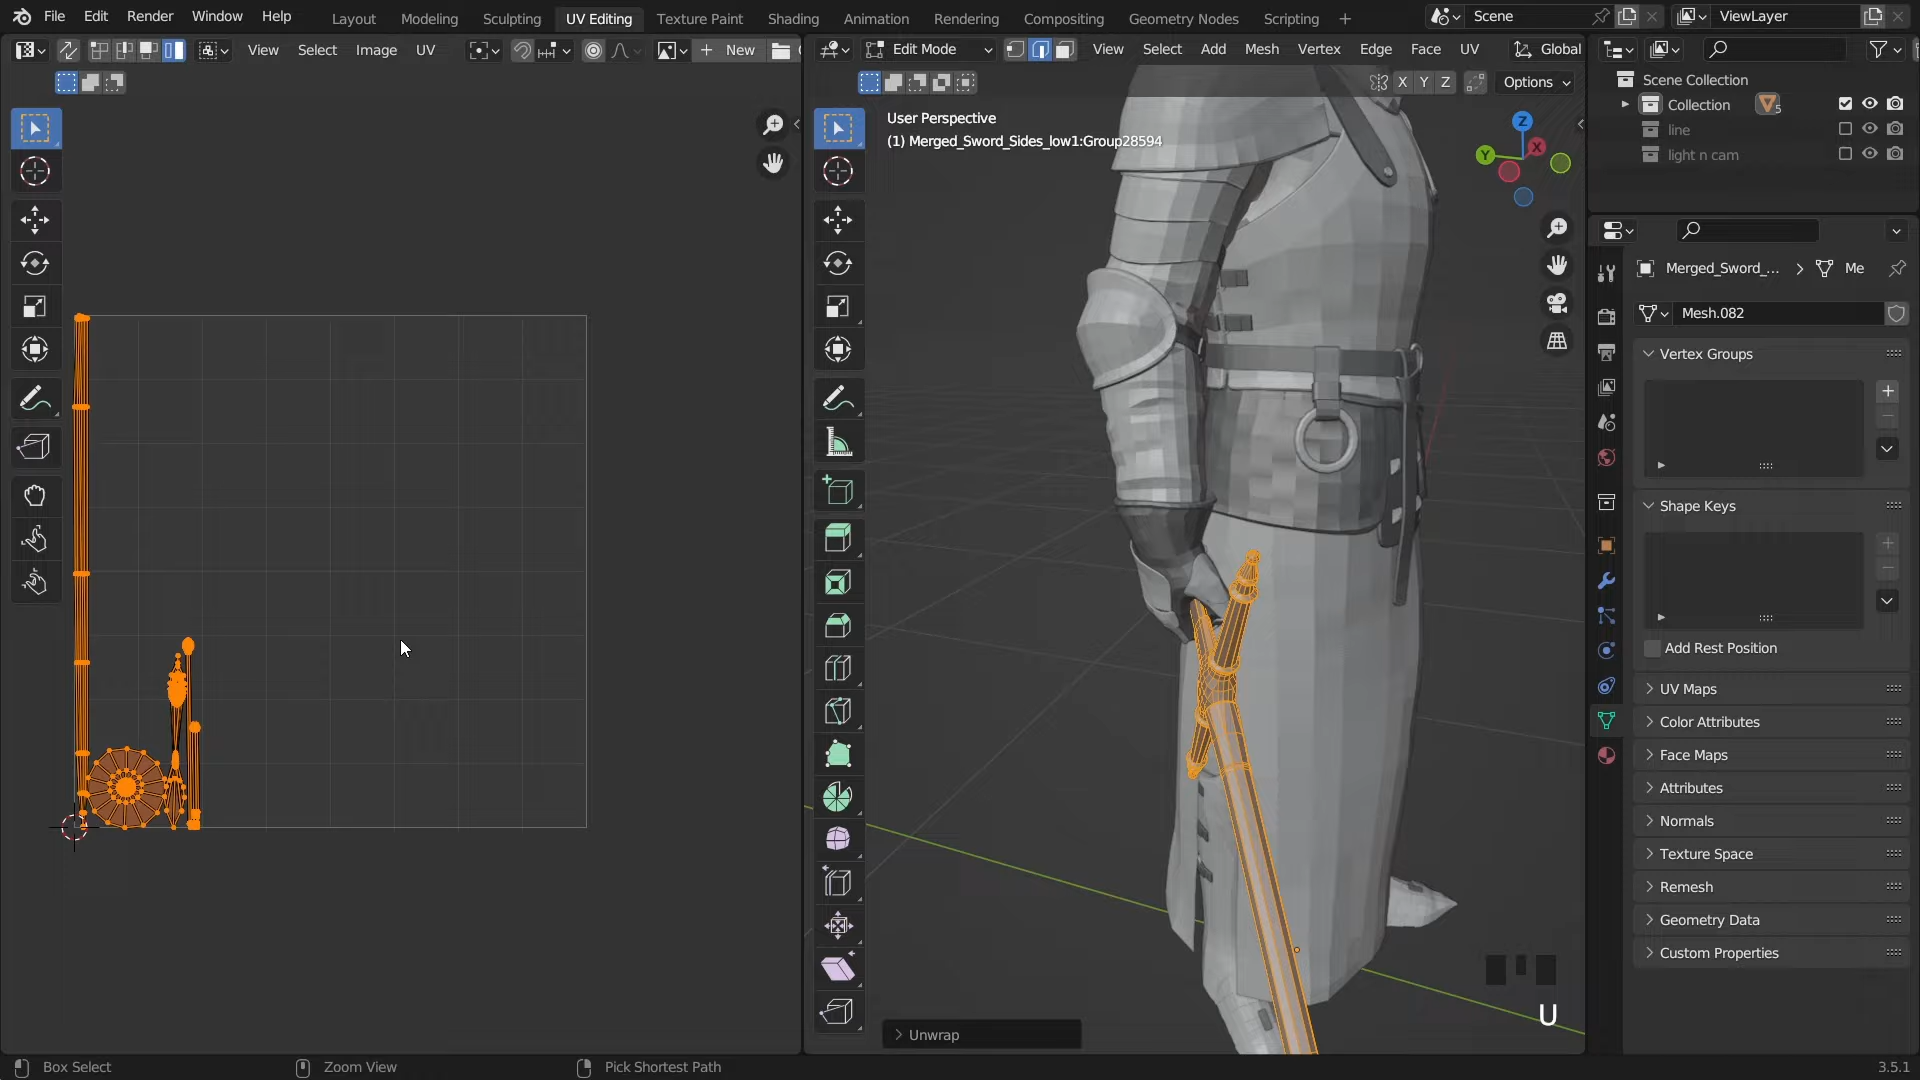 File Edit Render Window Help
Layout Modeling Sculpting UV Editing Texture Paint Shading Animation Rendering Compositing Geometry Nodes Scripting
Scene
ViewLayer
View Select Image UV
New
Edit Mode
View Select Add Mesh Vertex Edge Face UV
Global
X Y Z
Options
User Perspective
(1) Merged_Sword_Sides_low1:Group28594
Z
Y
X
Scene Collection
Collection
5
line
light n cam
Merged_Sword_...
Me
Mesh.082
Vertex Groups
Shape Keys
Add Rest Position
UV Maps
Color Attributes
Face Maps
Attributes
Normals
Texture Space
Remesh
Geometry Data
Custom Properties
U
Unwrap
Box Select
Zoom View
Pick Shortest Path
3.5.1